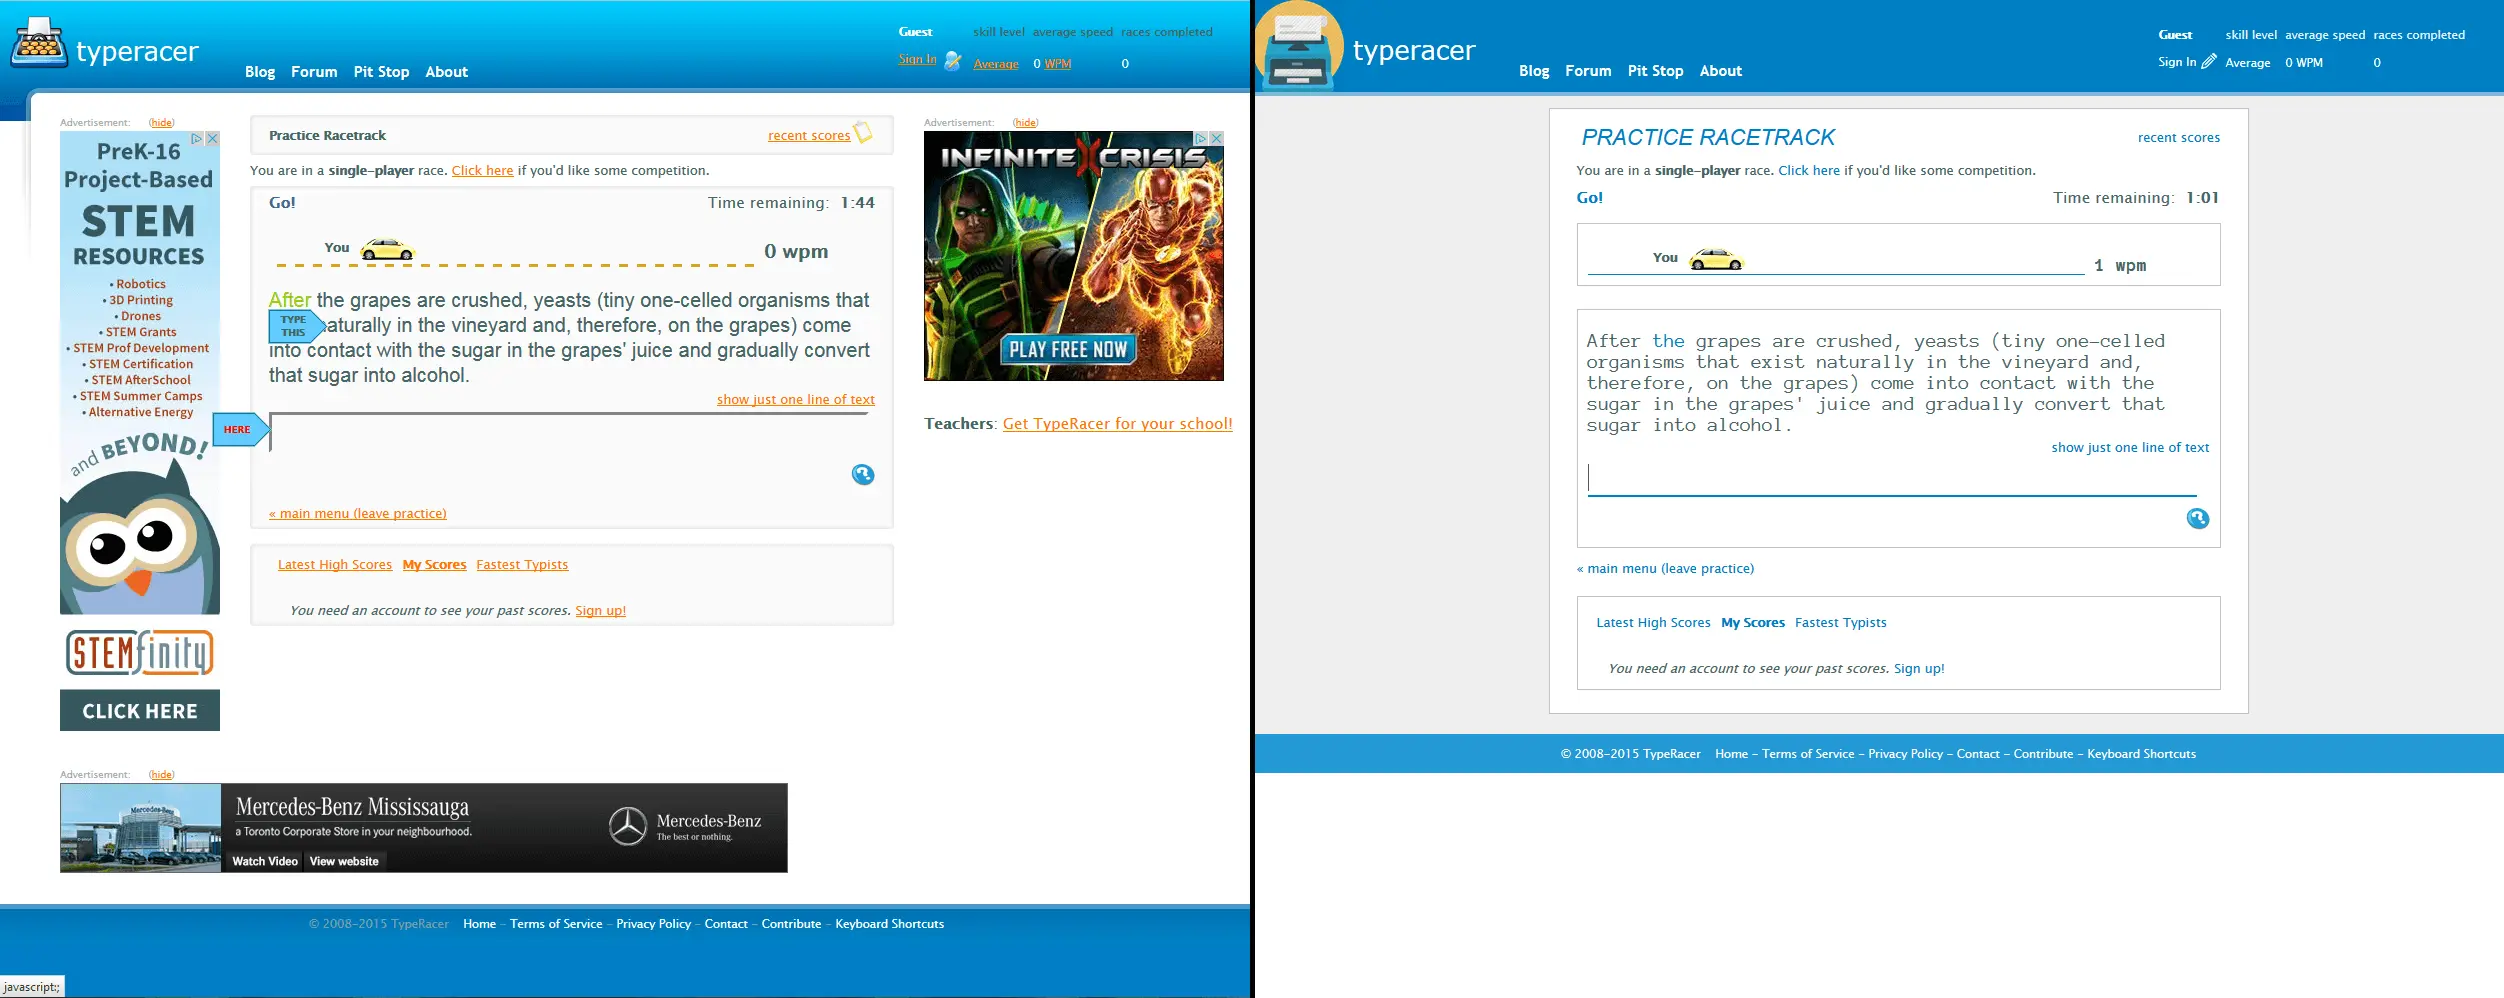 typeracer
Blog Forum Pit Stop About
Guest skill level average speed races completed
Sign In Average 0 WPM 0
Advertisement: (hide)
PreK-16
Project-Based
STEM
RESOURCES
• Robotics
• 3D Printing
• Drones
• STEM Grants
• STEM Prof Development
• STEM Certification
• STEM AfterSchool
• STEM Summer Camps
• Alternative Energy
and BEYOND!
STEMfinity
CLICK HERE
Practice Racetrack recent scores
You are in a single-player race. Click here if you'd like some competition.
Go! Time remaining: 1:44
You 0 wpm
After the grapes are crushed, yeasts (tiny one-celled organisms that
TYPE
THIS
aturally in the vineyard and, therefore, on the grapes) come
into contact with the sugar in the grapes' juice and gradually convert
that sugar into alcohol.
show just one line of text
HERE
« main menu (leave practice)
Latest High Scores My Scores Fastest Typists
You need an account to see your past scores. Sign up!
Advertisement: (hide)
INFINITE CRISIS
PLAY FREE NOW
Teachers: Get TypeRacer for your school!
Advertisement: (hide)
Mercedes-Benz
Mercedes-Benz Mississauga
a Toronto Corporate Store in your neighbourhood.
Watch Video View website
Mercedes-Benz
The best or nothing.
© 2008-2015 TypeRacer Home - Terms of Service - Privacy Policy - Contact - Contribute - Keyboard Shortcuts
javascript:;
typeracer
Blog Forum Pit Stop About
Guest skill level average speed races completed
Sign In Average 0 WPM 0
PRACTICE RACETRACK recent scores
You are in a single-player race. Click here if you'd like some competition.
Go! Time remaining: 1:01
You 1 wpm
After the grapes are crushed, yeasts (tiny one-celled
organisms that exist naturally in the vineyard and,
therefore, on the grapes) come into contact with the
sugar in the grapes' juice and gradually convert that
sugar into alcohol.
show just one line of text
« main menu (leave practice)
Latest High Scores My Scores Fastest Typists
You need an account to see your past scores. Sign up!
© 2008-2015 TypeRacer Home - Terms of Service - Privacy Policy - Contact - Contribute - Keyboard Shortcuts